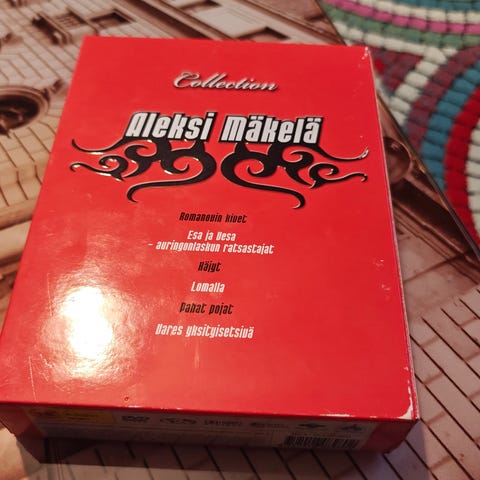 Collection
Aleksi Mäkelä
Romanovin kivet
Esa ja Vesa
- auringonlaskun ratsastajat
Häjyt
Lomalla
Pahat pojat
Vares yksityisetsivä